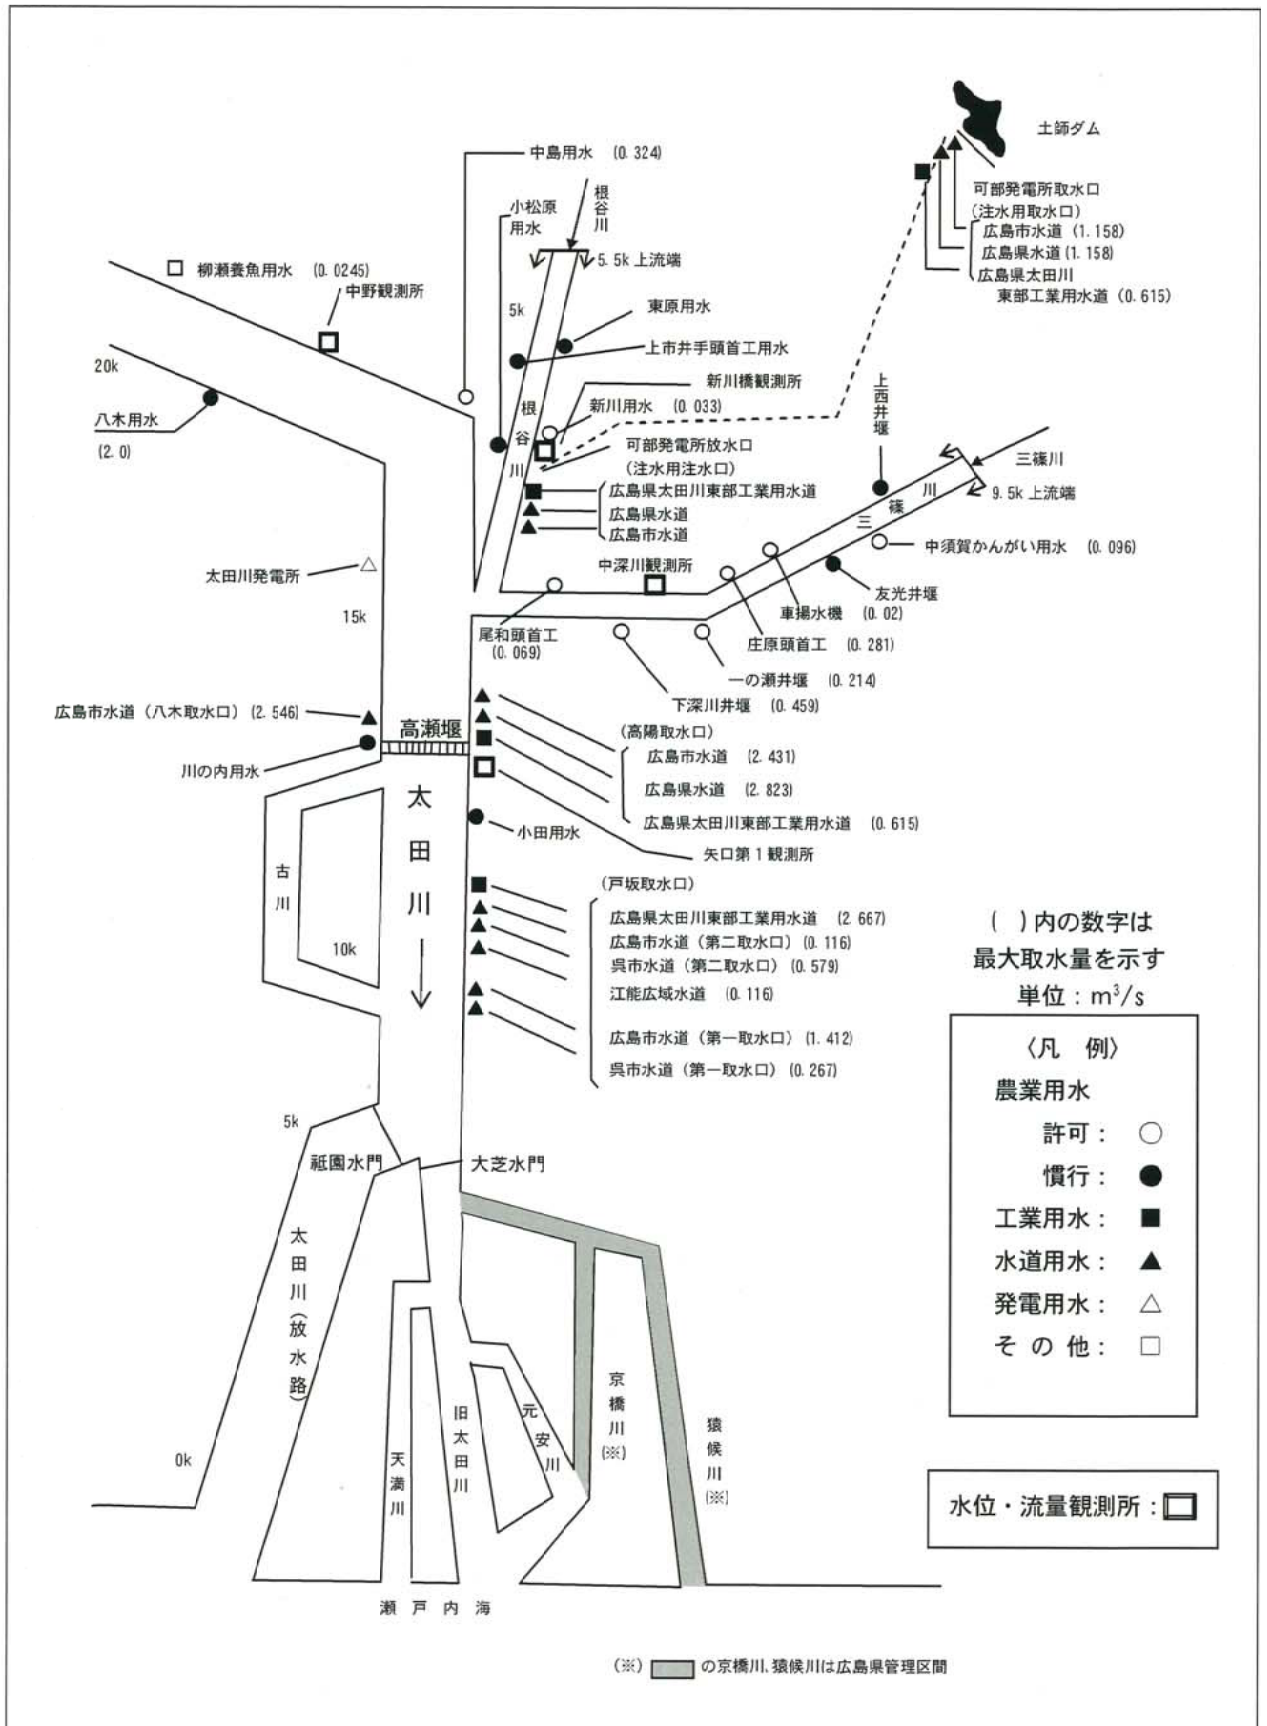 土師ダム
中島用水 (0.324)
根谷川
小松原
用水
可部発電所取水口
(注水用取水口)
広島市水道 (1.158)
広島県水道 (1.158)
広島県太田川
東部工業用水道 (0.615)
5.5k 上流端
柳瀬養魚用水 (0.0246)
中野観測所
5k
東原用水
上市井手頭首工用水
20k
新川橋観測所
上西井堰
八木用水
(2.0)
根谷川
新川用水 (0.033)
可部発電所放水口
(注水用注水口)
三篠川
9.5k 上流端
広島県太田川東部工業用水道
広島県水道
広島市水道
三篠川
中須賀かんがい用水 (0.096)
中深川観測所
太田川発電所
友光井堰
15k
車揚水機 (0.02)
尾和頭首工
(0.069)
庄原頭首工 (0.281)
一の瀬井堰 (0.214)
下深川井堰 (0.459)
広島市水道(八木取水口) (2.546)
高瀬堰
(高陽取水口)
広島市水道 (2.431)
川の内用水
広島県水道 (2.823)
太田川
小田用水
広島県太田川東部工業用水道 (0.615)
矢口第1観測所
古川
(戸坂取水口)
広島県太田川東部工業用水道 (2.667)
10k
広島市水道(第二取水口) (0.116)
呉市水道(第二取水口) (0.579)
江能広域水道 (0.116)
広島市水道(第一取水口) (1.412)
呉市水道(第一取水口) (0.267)
( )内の数字は
最大取水量を示す
単位:m³/s
〈凡 例〉
農業用水
許可: ○
慣行: ●
工業用水: ■
水道用水: ▲
発電用水: △
その他: □
5k
祇園水門
大芝水門
太田川(放水路)
0k
天満川
旧太田川
元安川
京橋川(※)
猿候川(※)
水位・流量観測所:
瀬戸内海
(※) の京橋川、猿候川は広島県管理区間